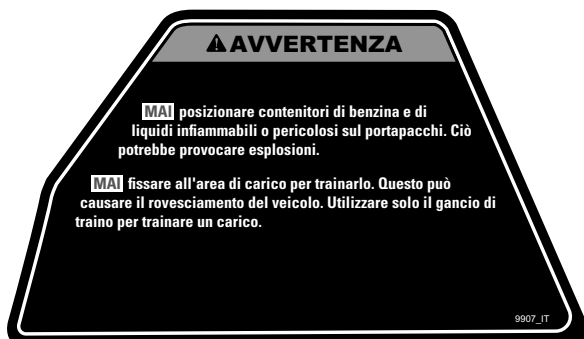 AVVERTENZA
MAI posizionare contenitori di benzina e di
liquidi infiammabili o pericolosi sul portapacchi. Ciò
potrebbe provocare esplosioni.
MAI fissare all'area di carico per trainarlo. Questo può
causare il rovesciamento del veicolo. Utilizzare solo il gancio di
traino per trainare un carico.
9907_IT